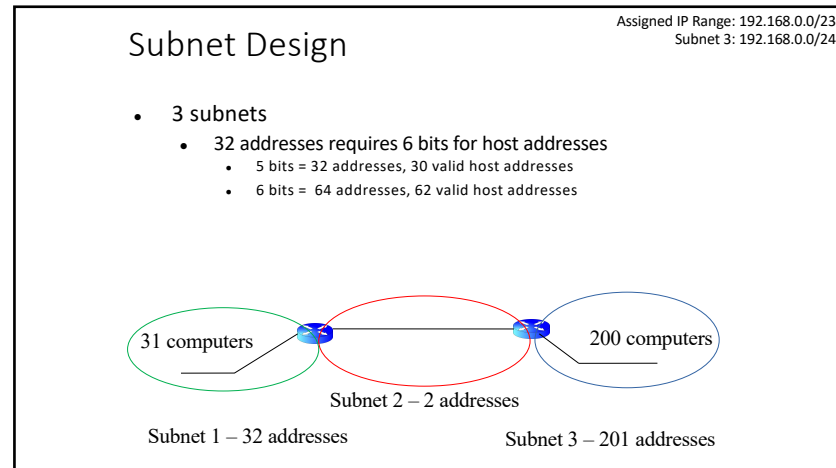 Assigned IP Range: 192.168.0.0/23
Subnet 3: 192.168.0.0/24
Subnet Design
• 3 subnets
• 32 addresses requires 6 bits for host addresses
• 5 bits = 32 addresses, 30 valid host addresses
• 6 bits = 64 addresses, 62 valid host addresses
31 computers
200 computers
Subnet 2 – 2 addresses
Subnet 1 – 32 addresses
Subnet 3 – 201 addresses